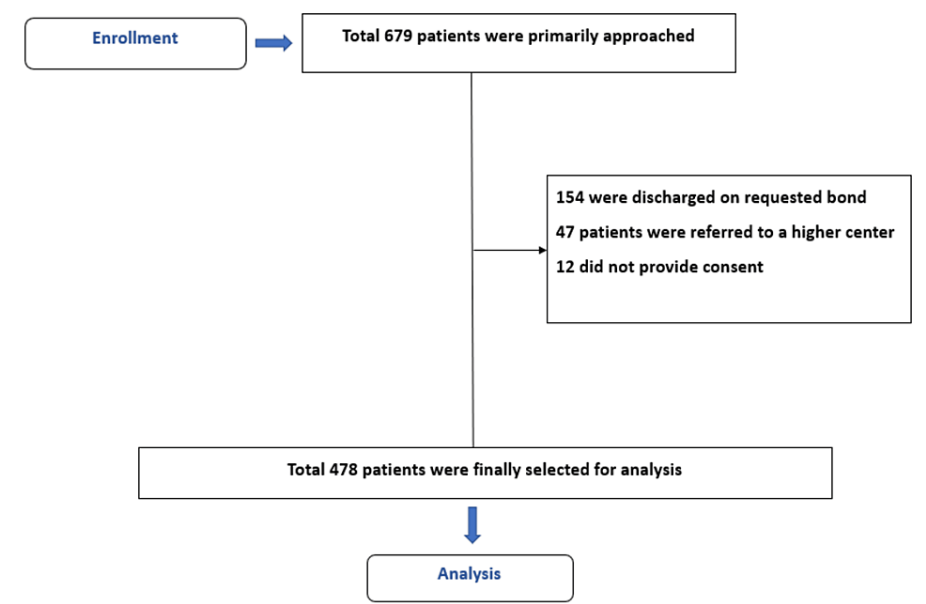 Enrollment
Total 679 patients were primarily approached
154 were discharged on requested bond
47 patients were referred to a higher center
12 did not provide consent
Total 478 patients were finally selected for analysis
Analysis